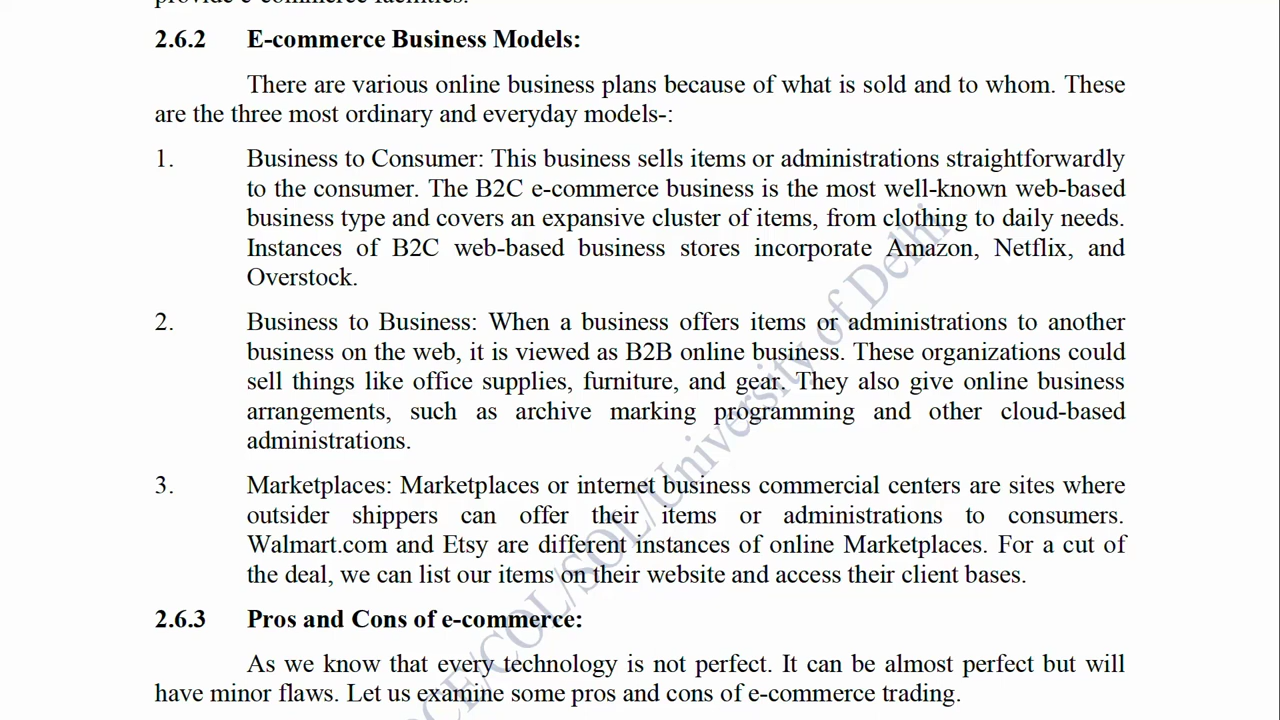 provide e-commerce facilities.
2.6.2 E-commerce Business Models:
There are various online business plans because of what is sold and to whom. These
are the three most ordinary and everyday models-:
1. Business to Consumer: This business sells items or administrations straightforwardly
to the consumer. The B2C e-commerce business is the most well-known web-based
business type and covers an expansive cluster of items, from clothing to daily needs.
Instances of B2C web-based business stores incorporate Amazon, Netflix, and
Overstock.
2. Business to Business: When a business offers items or administrations to another
business on the web, it is viewed as B2B online business. These organizations could
sell things like office supplies, furniture, and gear. They also give online business
arrangements, such as archive marking programming and other cloud-based
administrations.
3. Marketplaces: Marketplaces or internet business commercial centers are sites where
outsider shippers can offer their items or administrations to consumers.
Walmart.com and Etsy are different instances of online Marketplaces. For a cut of
the deal, we can list our items on their website and access their client bases.
2.6.3 Pros and Cons of e-commerce:
As we know that every technology is not perfect. It can be almost perfect but will
have minor flaws. Let us examine some pros and cons of e-commerce trading.
CE/COL/SOL/University of Delhi